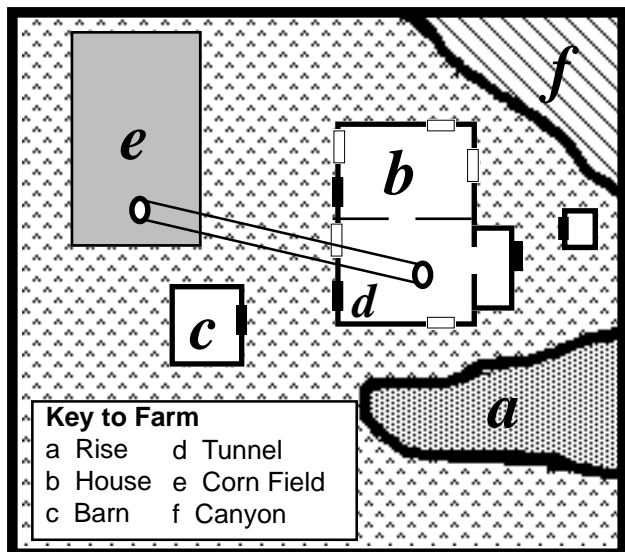 f
e
b
d
c
a
Key to Farm
a Rise d Tunnel
b House e Corn Field
c Barn f Canyon